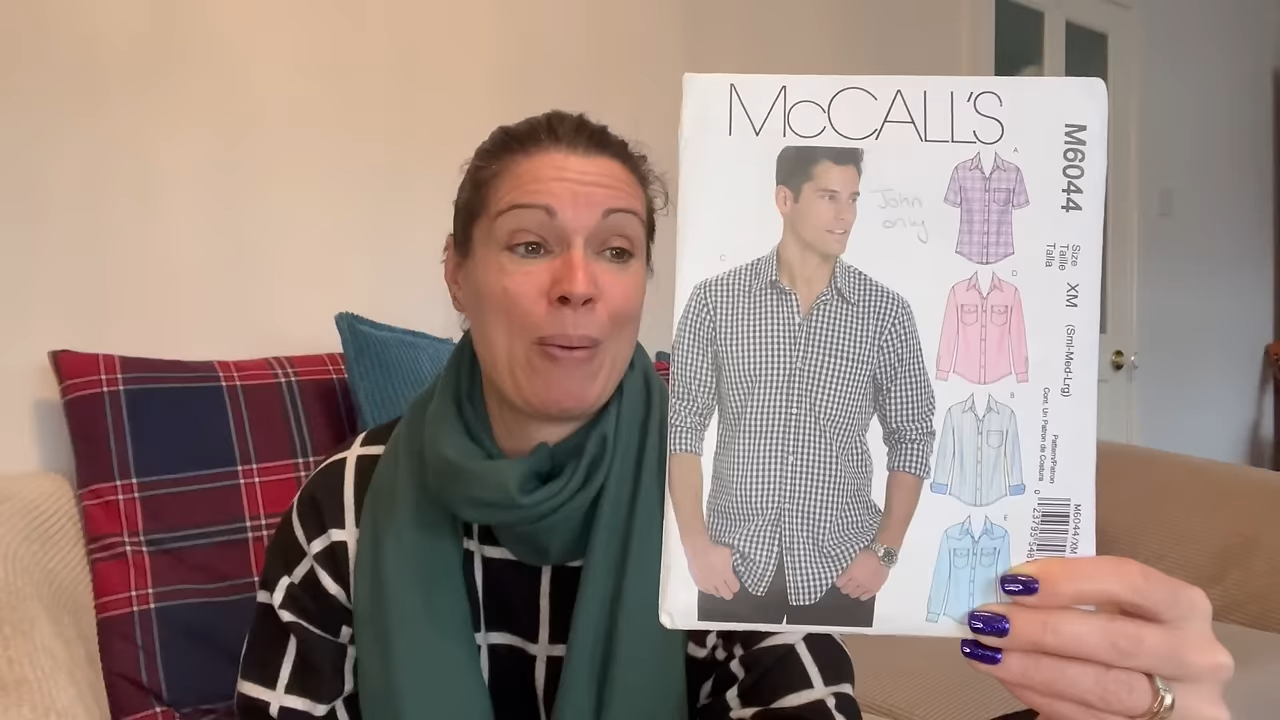 McCALL'S
M6044
A
John
only
Size
Taille
Talla
XM
(Sml-Med-Lrg)
C
D
B
E
Pattern/Patron
Cont. Un Patron de Costura
M6044/XM
0